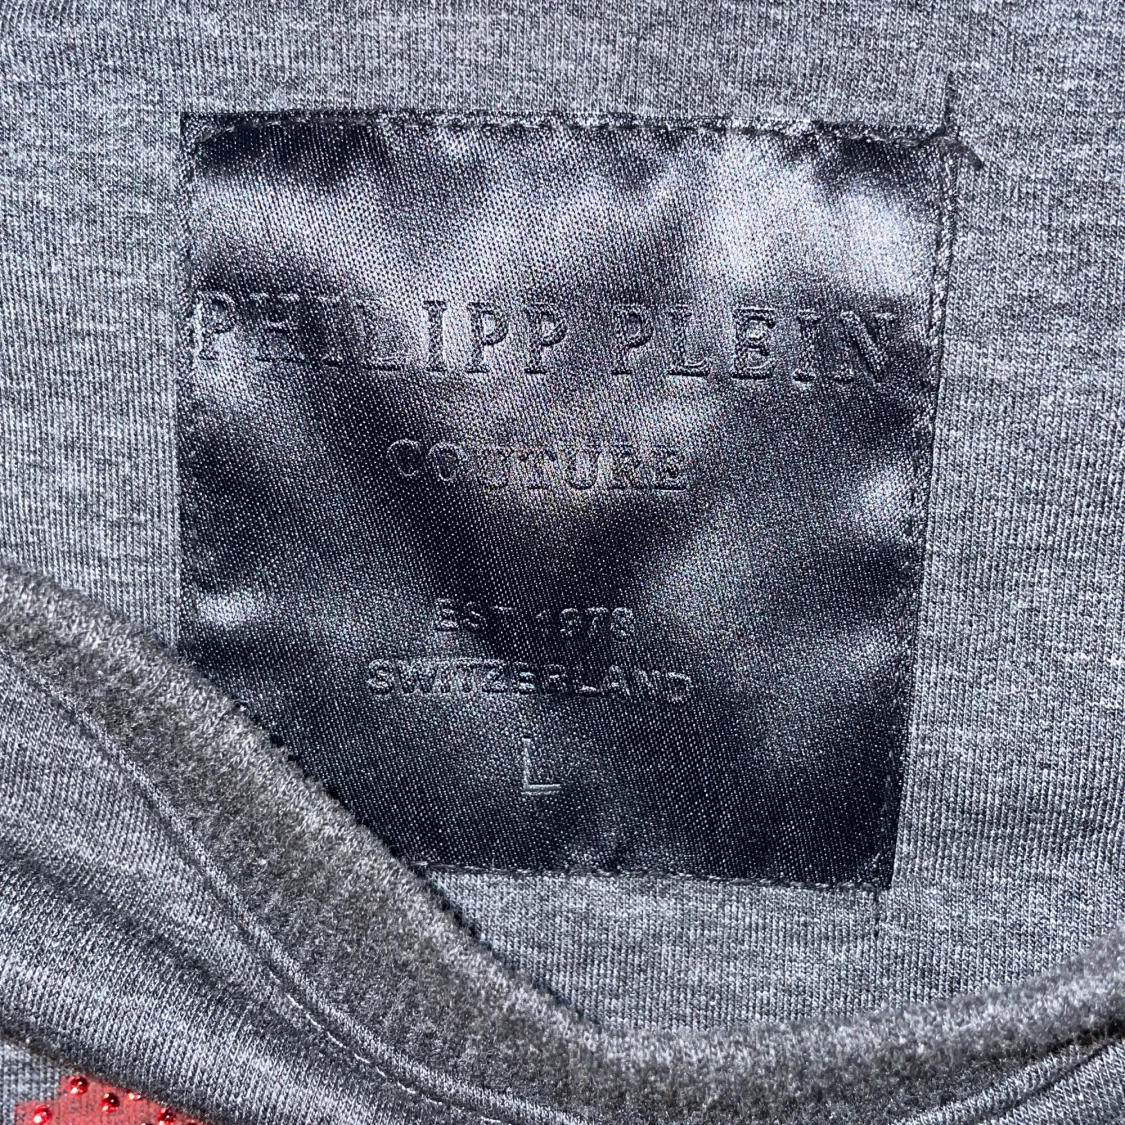 PHILIPP PLEIN
COUTURE
EST 1978
SWITZERLAND
L